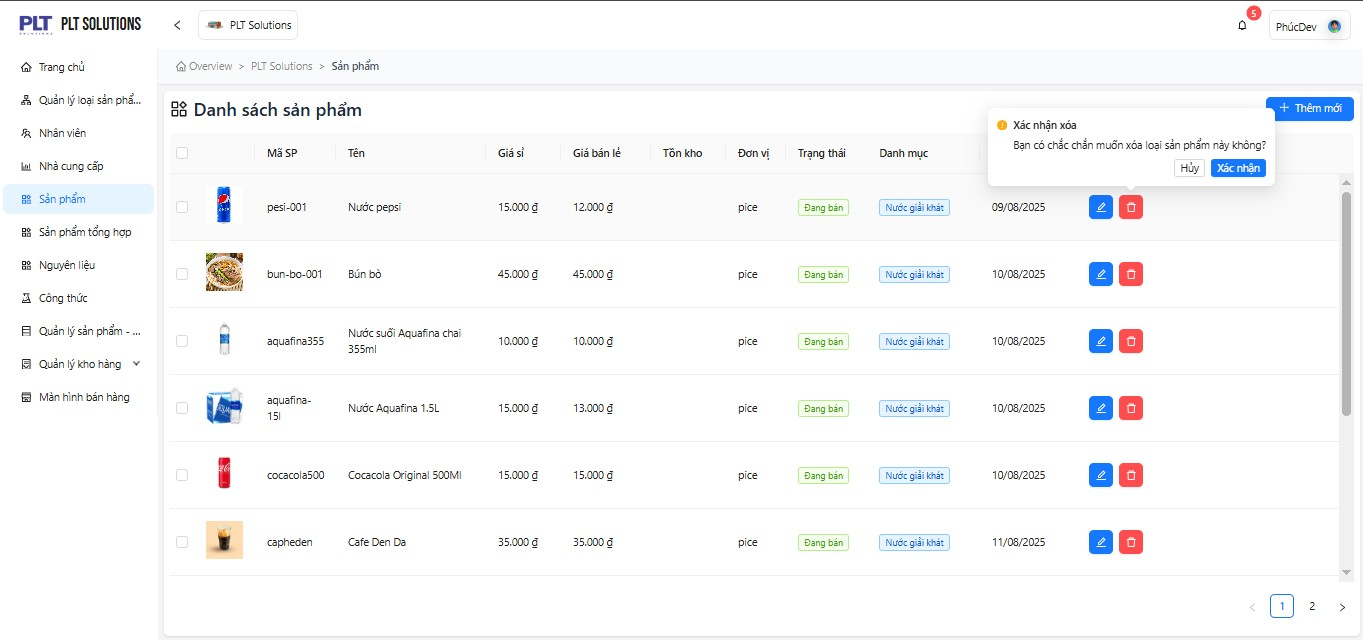 PLT SOLUTIONS
PLT SOLUTIONS
PLT Solutions
5
PhúcDev
Trang chủ
Quản lý loại sản phẩ...
Nhân viên
Nhà cung cấp
Sản phẩm
Sản phẩm tổng hợp
Nguyên liệu
Công thức
Quản lý sản phẩm - ...
Quản lý kho hàng
Màn hình bán hàng
Overview > PLT Solutions > Sản phẩm
Danh sách sản phẩm
Thêm mới
Xác nhận xóa
Bạn có chắc chắn muốn xóa loại sản phẩm này không?
Hủy Xác nhận
Mã SP Tên Giá sỉ Giá bán lẻ Tồn kho Đơn vị Trạng thái Danh mục
pesi-001 Nước pepsi 15.000 ₫ 12.000 ₫ pice Đang bán Nước giải khát 09/08/2025
bun-bo-001 Bún bò 45.000 ₫ 45.000 ₫ pice Đang bán Nước giải khát 10/08/2025
aquafina355 Nước suối Aquafina chai 355ml 10.000 ₫ 10.000 ₫ pice Đang bán Nước giải khát 10/08/2025
aquafina-15l Nước Aquafina 1.5L 15.000 ₫ 13.000 ₫ pice Đang bán Nước giải khát 10/08/2025
cocacola500 Cocacola Original 500Ml 15.000 ₫ 15.000 ₫ pice Đang bán Nước giải khát 10/08/2025
capheden Cafe Den Da 35.000 ₫ 35.000 ₫ pice Đang bán Nước giải khát 11/08/2025
< 1 2 >